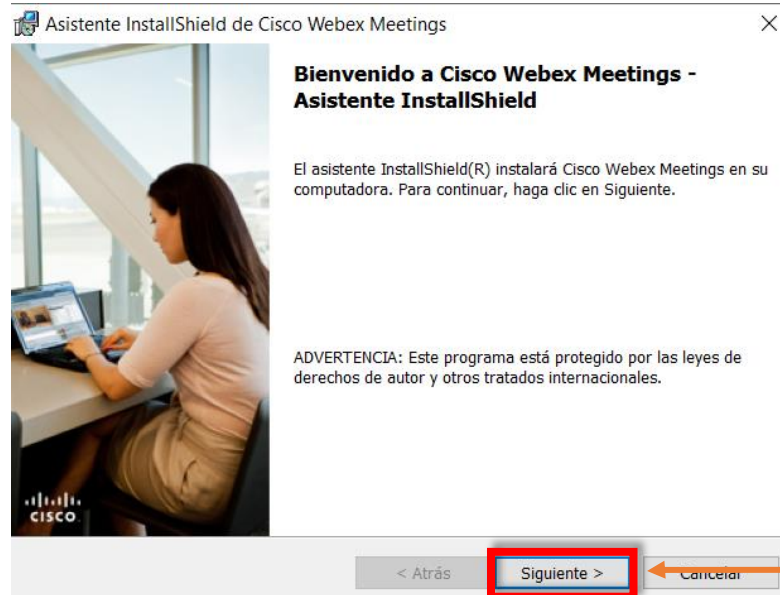 Asistente InstallShield de Cisco Webex Meetings
Bienvenido a Cisco Webex Meetings -
Asistente InstallShield
El asistente InstallShield(R) instalará Cisco Webex Meetings en su
computadora. Para continuar, haga clic en Siguiente.
ADVERTENCIA: Este programa está protegido por las leyes de
derechos de autor y otros tratados internacionales.
CISCO
< Atrás Siguiente > Cancelar